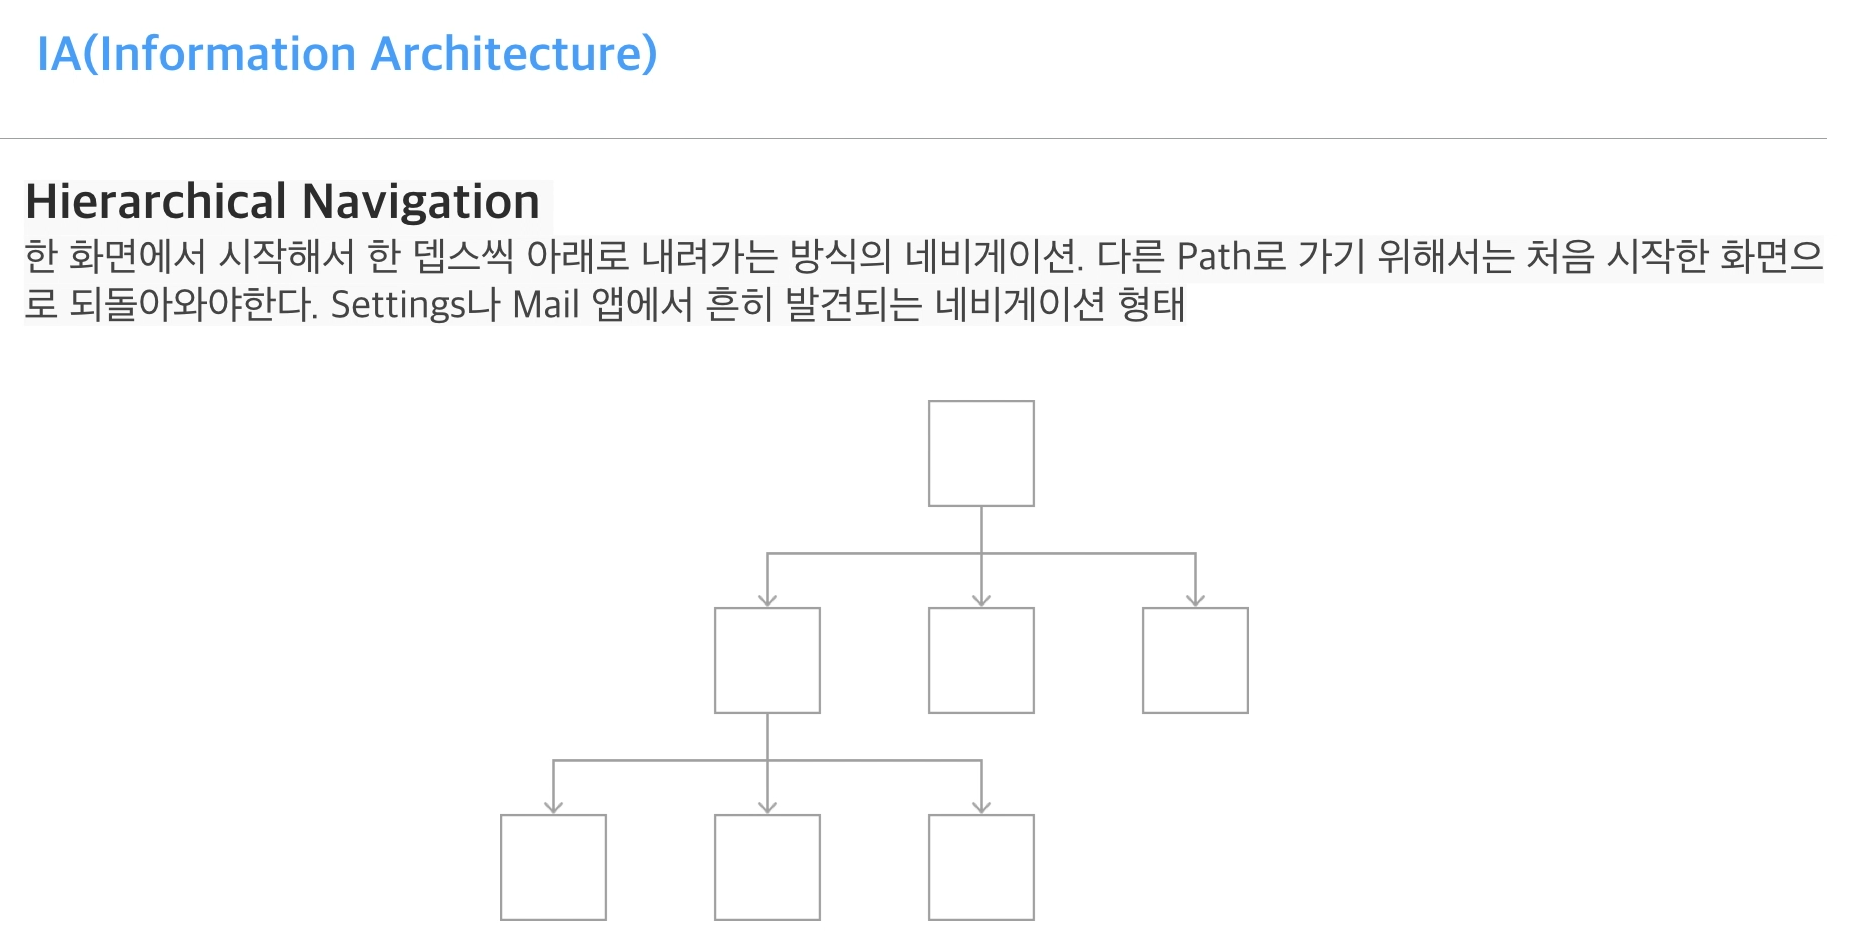 IA(Information Architecture)
Hierarchical Navigation
한 화면에서 시작해서 한 뎁스씩 아래로 내려가는 방식의 네비게이션. 다른 Path로 가기 위해서는 처음 시작한 화면으
로 되돌아와야한다. Settings나 Mail 앱에서 흔히 발견되는 네비게이션 형태